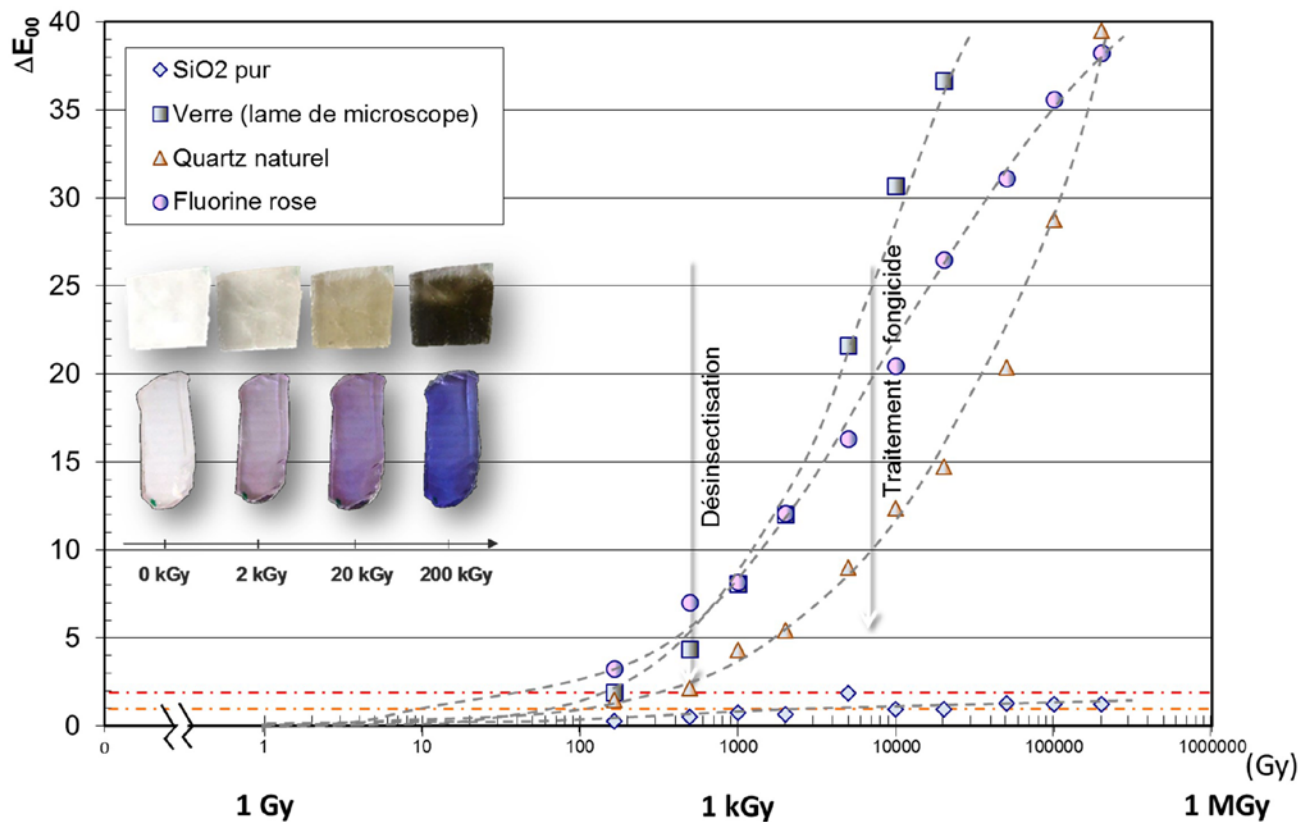 ΔE₀₀
40
35
30
25
20
15
10
5
0
SiO2 pur
Verre (lame de microscope)
Quartz naturel
Fluorine rose
0 kGy 2 kGy 20 kGy 200 kGy
Désinsectisation
Traitement fongicide
0 1 10 100 1000 10000 100000 1000000
(Gy)
1 Gy 1 kGy 1 MGy